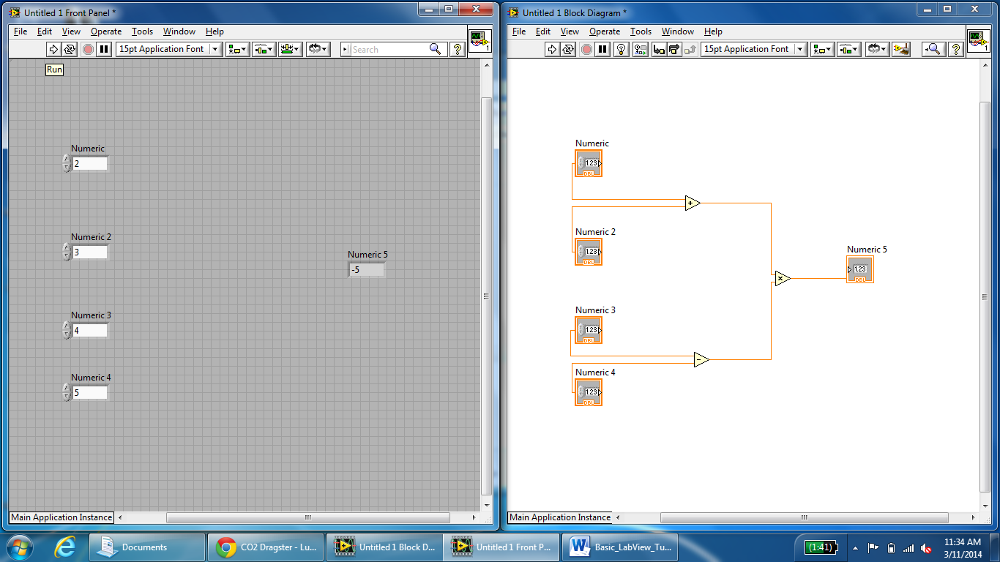 Untitled 1 Front Panel *
File Edit View Operate Tools Window Help
15pt Application Font Search ?
1
Run
Numeric
2
Numeric 2
3
Numeric 5
-5
Numeric 3
4
Numeric 4
5
Main Application Instance
Untitled 1 Block Diagram *
File Edit View Operate Tools Window Help
15pt Application Font ?
1
Numeric
1.23
DBL
+
Numeric 2
1.23
DBL
Numeric 5
1.23
DBL
x
Numeric 3
1.23
DBL
-
Numeric 4
1.23
DBL
Main Application Instance
Documents
CO2 Dragster - Lu...
Untitled 1 Block D...
Untitled 1 Front P...
Basic_LabView_Tu...
(1:41)
11:34 AM
3/11/2014